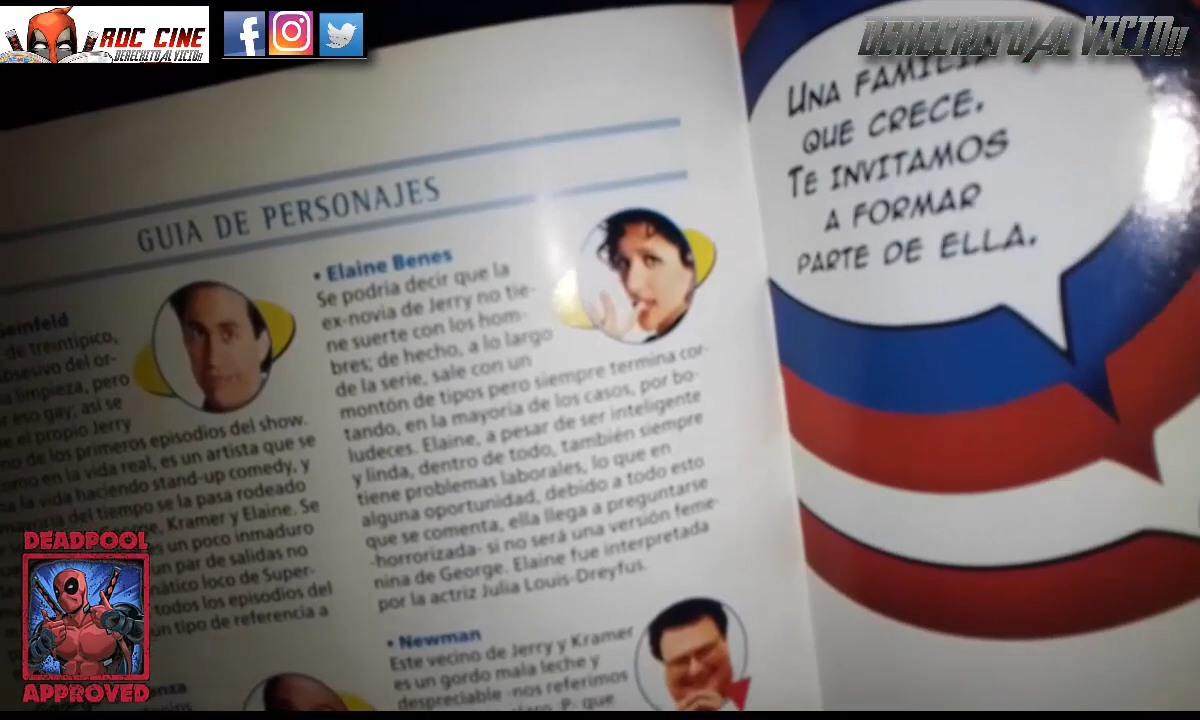 RDC CINE
DERECHITO AL VICIO!!
DERECHITO AL VICIO!!
GUIA DE PERSONAJES
Seinfeld
de treintipico,
obsesivo del or-
la limpieza, pero
eso gay; así se
el propio Jerry
de los primeros episodios del show.
como en la vida real, es un artista que se
la vida haciendo stand-up comedy, y
del tiempo se la pasa rodeado
Kramer y Elaine. Se
es un poco inmaduro
un par de salidas no
loco de Super-
todos los episodios del
un tipo de referencia a
• Elaine Benes
Se podría decir que la
ex-novia de Jerry no tie-
ne suerte con los hom-
bres; de hecho, a lo largo
de la serie, sale con un
montón de tipos pero siempre termina cor-
tando, en la mayoría de los casos, por bo-
ludeces. Elaine, a pesar de ser inteligente
y linda, dentro de todo, también siempre
tiene problemas laborales, lo que en
alguna oportunidad, debido a todo esto
que se comenta, ella llega a preguntarse
-horrorizada- si no será una versión feme-
nina de George. Elaine fue interpretada
por la actriz Julia Louis-Dreyfus.
• Newman
Este vecino de Jerry y Kramer
es un gordo mala leche y
despreciable -nos referimos
P- que
UNA FAMILIA
QUE CRECE.
TE INVITAMOS
A FORMAR
PARTE DE ELLA.
DEADPOOL
APPROVED